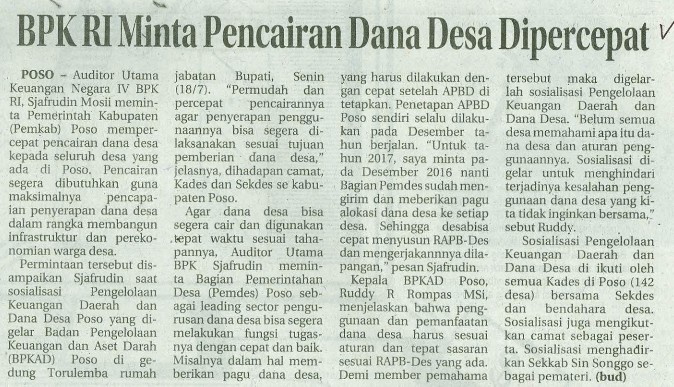 BPK RI Minta Pencairan Dana Desa Dipercepat
POSO – Auditor Utama
Keuangan Negara IV BPK
RI, Sjafrudin Mosii memin-
ta Pemerintah Kabupaten
(Pemkab) Poso memper-
cepat pencairan dana desa
kepada seluruh desa yang
ada di Poso. Pencairan
segera dibutuhkan guna
maksimalnya pencapa-
ian penyerapan dana desa
dalam rangka membangun
infrastruktur dan pereko-
nomian warga desa.
Permintaan tersebut dis-
ampaikan Sjafrudin saat
sosialisasi Pengelolaan
Keuangan Daerah dan
Dana Desa Poso yang di-
gelar Badan Pengelolaan
Keuangan dan Aset Darah
(BPKAD) Poso di ge-
dung Torulemba rumah
jabatan Bupati, Senin
(18/7). “Permudah dan
percepat pencairannya
agar penyerapan penggu-
naannya bisa segera di-
laksanakan sesuai tujuan
pemberian dana desa,”
jelasnya, dihadapan camat,
Kades dan Sekdes se kabu-
paten Poso.
Agar dana desa bisa
segera cair dan digunakan
tepat waktu sesuai taha-
pannya, Auditor Utama
BPK Sjafrudin memin-
ta Bagian Pemerintahan
Desa (Pemdes) Poso seb-
agai leading sector pengu-
rusan dana desa bisa segera
melakukan fungsi tugas-
nya dengan cepat dan baik.
Misalnya dalam hal mem-
berikan pagu dana desa,
yang harus dilakukan den-
gan cepat setelah APBD di
tetapkan. Penetapan APBD
Poso sendiri selalu dilaku-
kan pada Desember ta-
hun berjalan. “Untuk ta-
hun 2017, saya minta pa-
da Desember 2016 nanti
Bagian Pemdes sudah men-
girim dan meberikan pagu
alokasi dana desa ke setiap
desa. Sehingga desabisa
cepat menyusun RAPB-Des
dan mengerjakannnya dila-
pangan,” pesan Sjafrudin.
Kepala BPKAD Poso,
Ruddy R Rompas MSi,
menjelaskan bahwa peng-
gunaan dan pemanfaatan
dana desa harus sesuai
aturan dan tepat sasaran
sesuai RAPB-Des yang ada.
Demi member pemahama
tersebut maka digelar-
lah sosialisasi Pengelolaan
Keuangan Daerah dan
Dana Desa. “Belum semua
desa memahami apa itu da-
na desa dan aturan peng-
gunaannya. Sosialisasi di-
gelar untuk menghindari
terjadinya kesalahan peng-
gunaan dana desa yang ki-
ta tidak inginkan bersama,”
sebut Ruddy.
Sosialisasi Pengelolaan
Keuangan Daerah dan
Dana Desa di ikuti oleh
semua Kades di Poso (142
desa) bersama Sekdes
dan bendahara desa.
Sosialisasi juga mengikut-
kan camat sebagai peser-
ta. Sosialisasi menghadir-
kan Sekkab Sin Songgo se-
bagai pemateri. (bud)